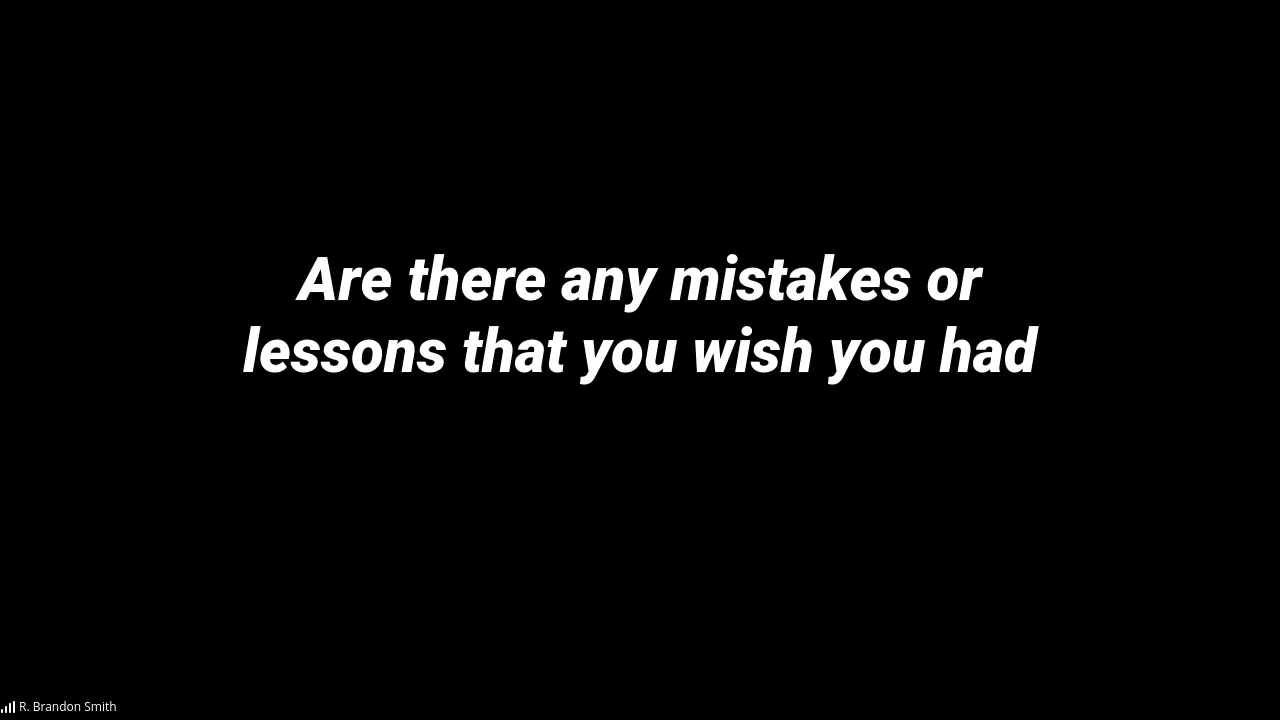 Are there any mistakes or
lessons that you wish you had
R. Brandon Smith